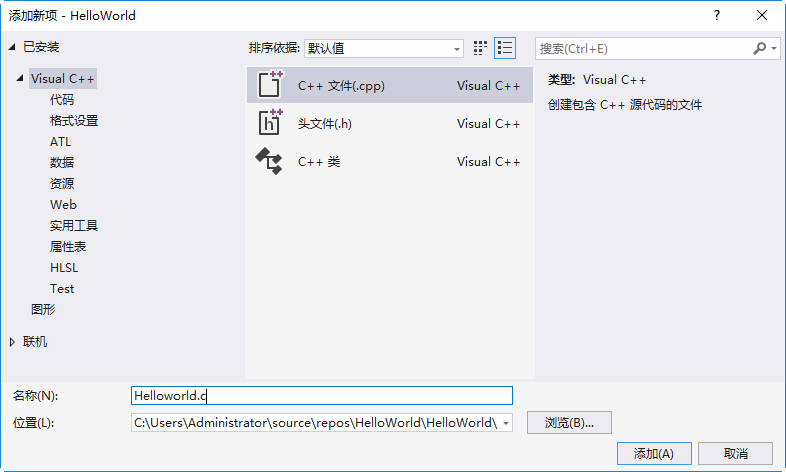 添加新项 - HelloWorld
? ×
已安装
Visual C++
代码
格式设置
ATL
数据
资源
Web
实用工具
属性表
HLSL
Test
图形
联机
排序依据: 默认值
C++ 文件(.cpp) Visual C++
头文件(.h) Visual C++
C++ 类 Visual C++
搜索(Ctrl+E)
类型: Visual C++
创建包含 C++ 源代码的文件
名称(N): Helloworld.c
位置(L): C:\Users\Administrator\source\repos\HelloWorld\HelloWorld\
浏览(B)...
添加(A) 取消